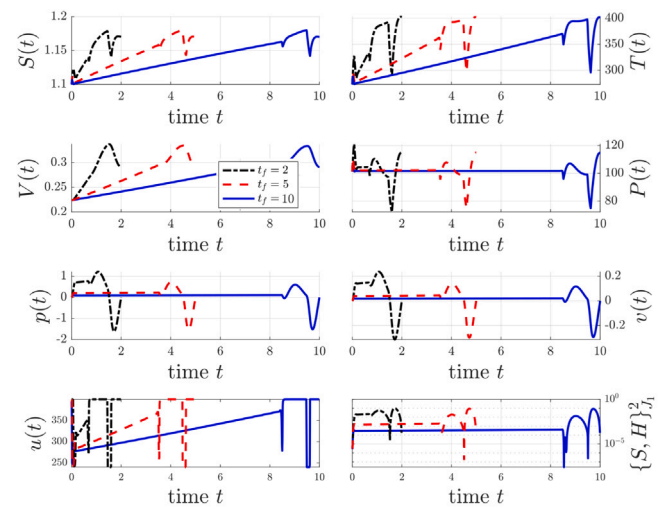 S(t)
1.2
1.15
1.1
0 2 4 6 8 10
time t
T(t)
400
350
300
0 2 4 6 8 10
time t
V(t)
0.3
0.25
0.2
0 2 4 6 8 10
time t
t_f = 2
t_f = 5
t_f = 10
P(t)
120
100
80
0 2 4 6 8 10
time t
p(t)
1
0
-1
-2
0 2 4 6 8 10
time t
v(t)
0.2
0
-0.2
0 2 4 6 8 10
time t
u(t)
350
300
250
0 2 4 6 8 10
time t
{S, H}²_{J₁}
10⁰
10⁻⁵
0 2 4 6 8 10
time t